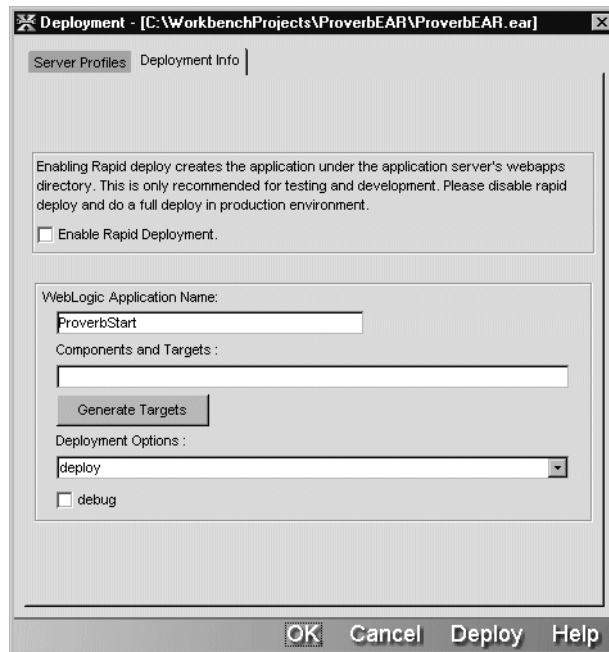 Deployment - [C:\WorkbenchProjects\ProverbEAR\ProverbEAR.ear]
Server Profiles
Deployment Info
Enabling Rapid deploy creates the application under the application server's webapps
directory. This is only recommended for testing and development. Please disable rapid
deploy and do a full deploy in production environment.
Enable Rapid Deployment.
WebLogic Application Name:
ProverbStart
Components and Targets :
Generate Targets
Deployment Options :
deploy
debug
OK Cancel Deploy Help